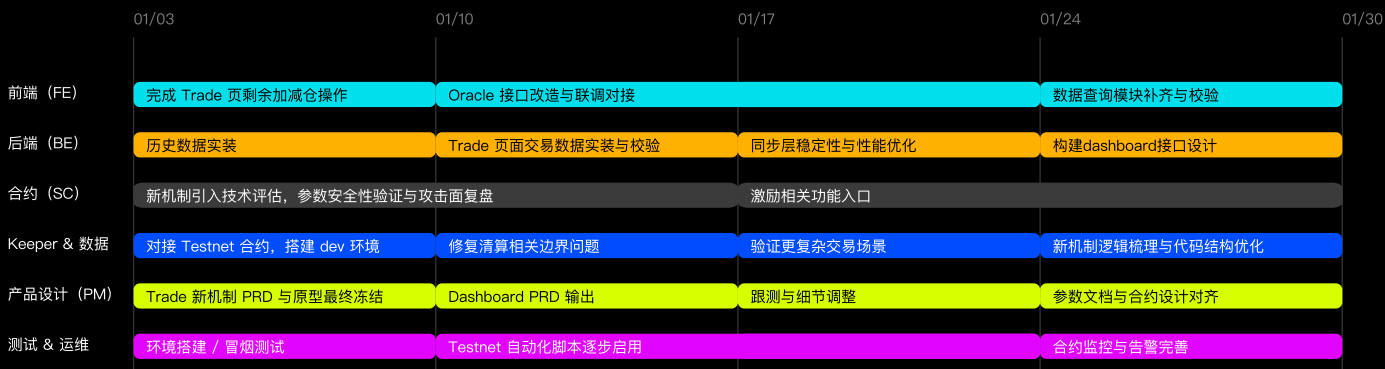 01/03
01/10
01/17
01/24
01/30
前端（FE）
完成 Trade 页剩余加减仓操作
Oracle 接口改造与联调对接
数据查询模块补齐与校验
后端（BE）
历史数据实装
Trade 页面交易数据实装与校验
同步层稳定性与性能优化
构建dashboard接口设计
合约（SC）
新机制引入技术评估，参数安全性验证与攻击面复盘
激励相关功能入口
Keeper & 数据
对接 Testnet 合约，搭建 dev 环境
修复清算相关边界问题
验证更复杂交易场景
新机制逻辑梳理与代码结构优化
产品设计（PM）
Trade 新机制 PRD 与原型最终冻结
Dashboard PRD 输出
跟测与细节调整
参数文档与合约设计对齐
测试 & 运维
环境搭建 / 冒烟测试
Testnet 自动化脚本逐步启用
合约监控与告警完善